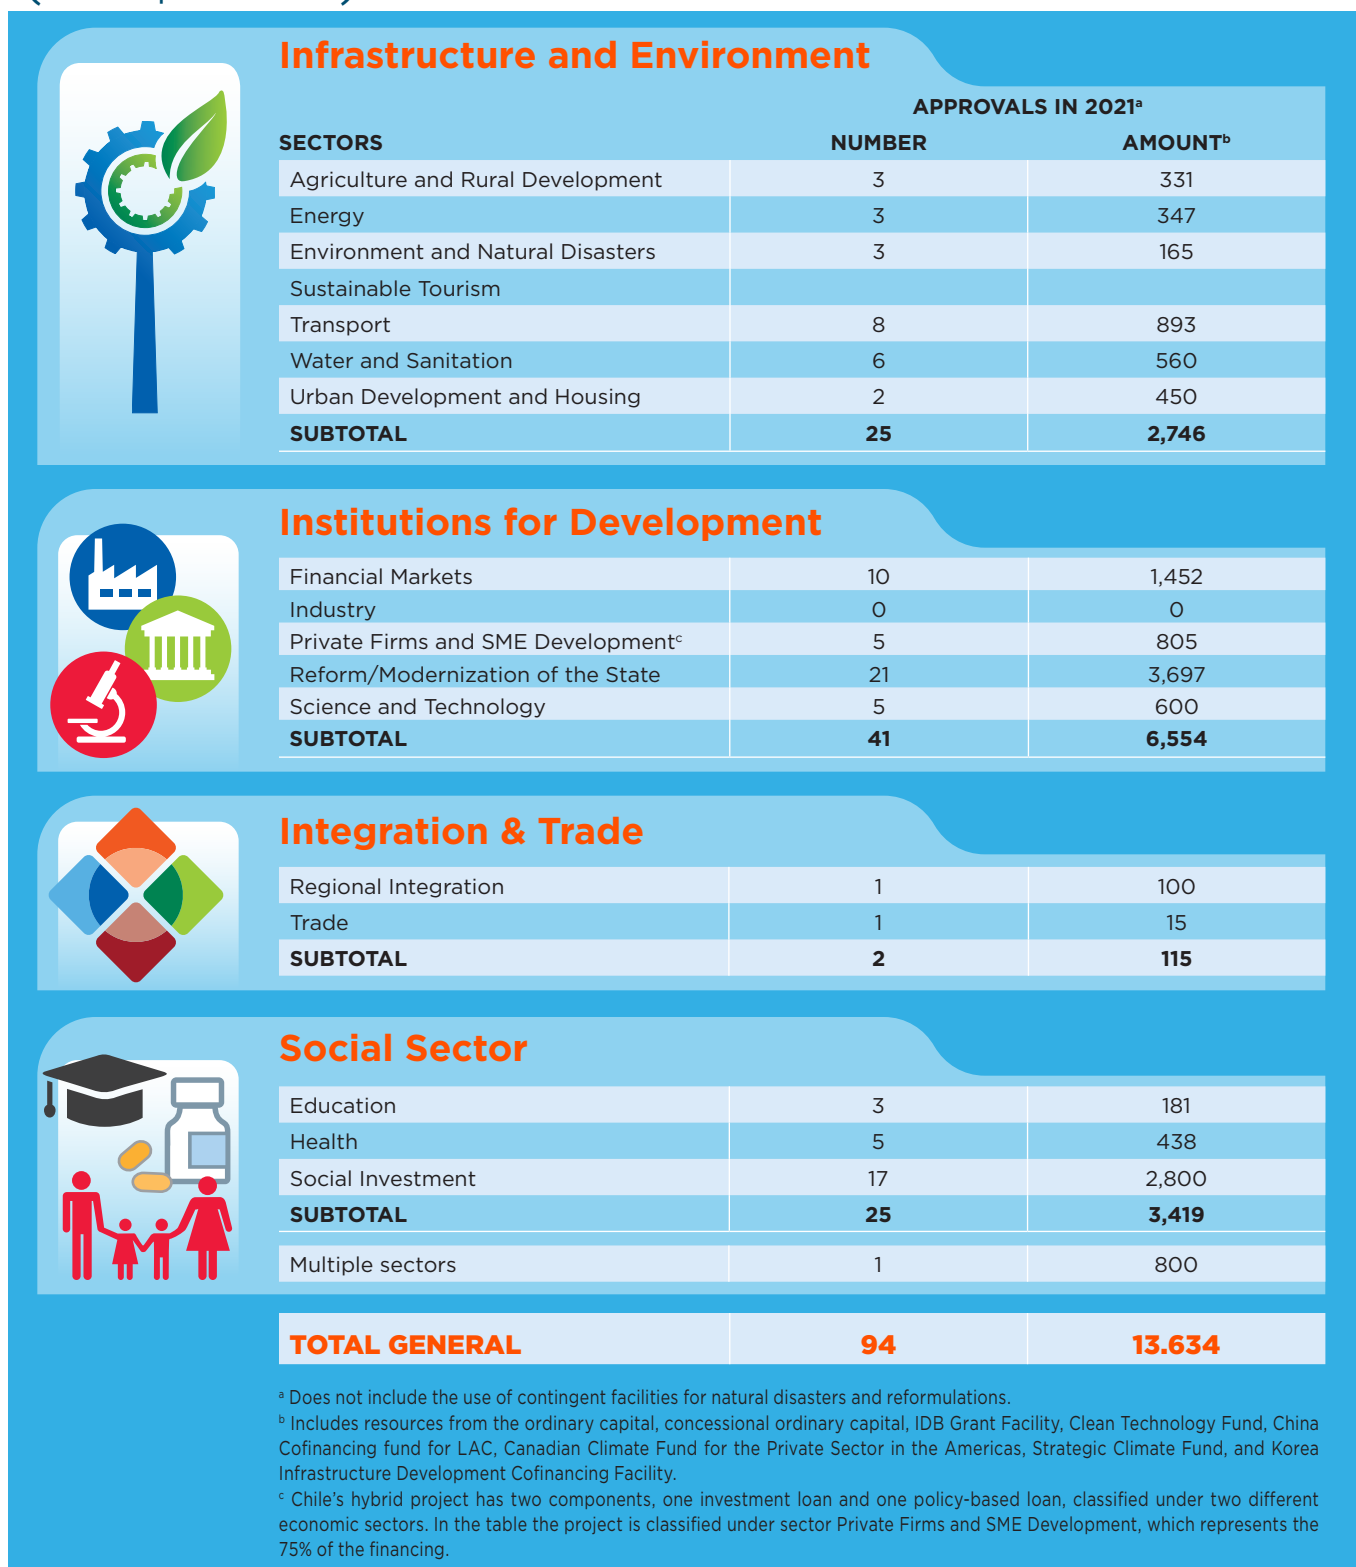 Infrastructure and Environment
APPROVALS IN 2021ᵃ
SECTORS NUMBER AMOUNTᵇ
Agriculture and Rural Development 3 331
Energy 3 347
Environment and Natural Disasters 3 165
Sustainable Tourism
Transport 8 893
Water and Sanitation 6 560
Urban Development and Housing 2 450
SUBTOTAL 25 2,746
Institutions for Development
Financial Markets 10 1,452
Industry 0 0
Private Firms and SME Developmentᶜ 5 805
Reform/Modernization of the State 21 3,697
Science and Technology 5 600
SUBTOTAL 41 6,554
Integration & Trade
Regional Integration 1 100
Trade 1 15
SUBTOTAL 2 115
Social Sector
Education 3 181
Health 5 438
Social Investment 17 2,800
SUBTOTAL 25 3,419
Multiple sectors 1 800
TOTAL GENERAL 94 13.634
ᵃ Does not include the use of contingent facilities for natural disasters and reformulations.
ᵇ Includes resources from the ordinary capital, concessional ordinary capital, IDB Grant Facility, Clean Technology Fund, China
Cofinancing fund for LAC, Canadian Climate Fund for the Private Sector in the Americas, Strategic Climate Fund, and Korea
Infrastructure Development Cofinancing Facility.
ᶜ Chile's hybrid project has two components, one investment loan and one policy-based loan, classified under two different
economic sectors. In the table the project is classified under sector Private Firms and SME Development, which represents the
75% of the financing.